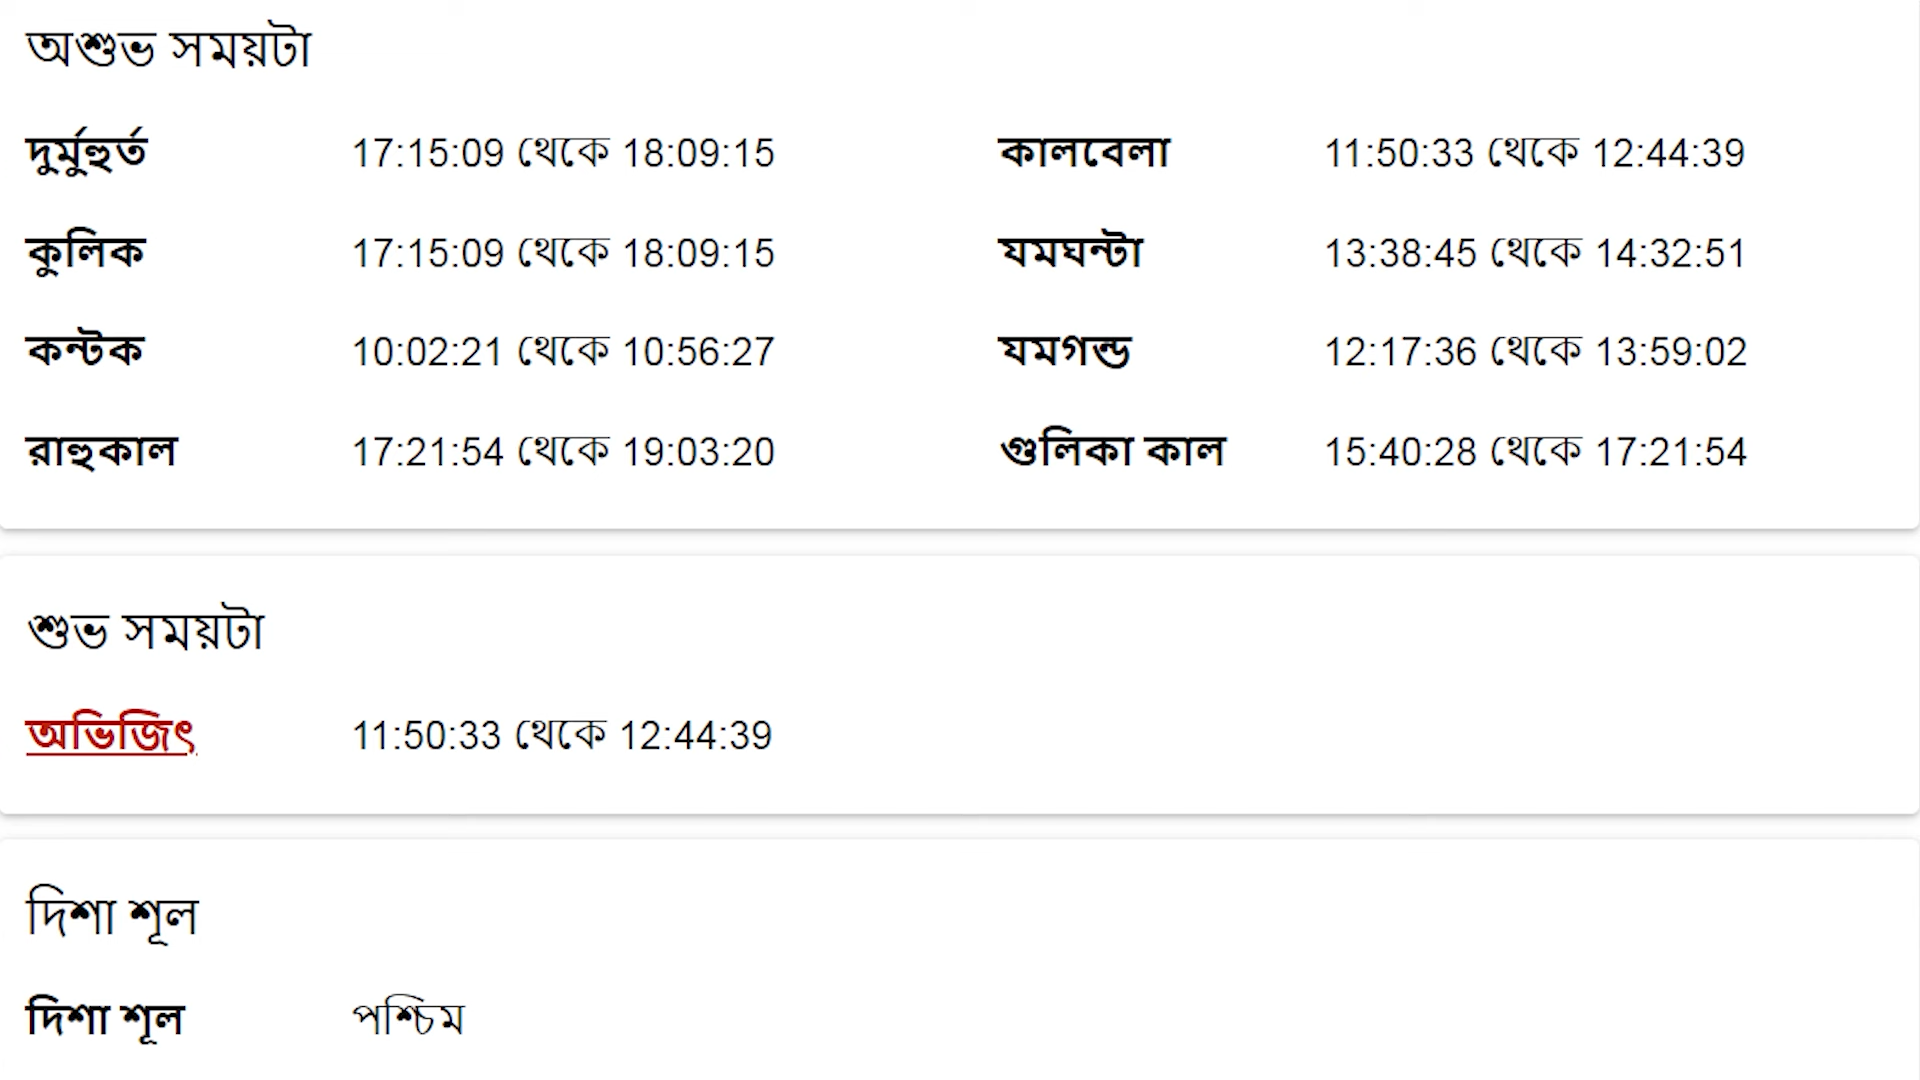 অশুভ সময়টা
দুর্মুহুর্ত 17:15:09 থেকে 18:09:15 কালবেলা 11:50:33 থেকে 12:44:39
কুলিক 17:15:09 থেকে 18:09:15 যমঘন্টা 13:38:45 থেকে 14:32:51
কন্টক 10:02:21 থেকে 10:56:27 যমগন্ড 12:17:36 থেকে 13:59:02
রাহুকাল 17:21:54 থেকে 19:03:20 গুলিকা কাল 15:40:28 থেকে 17:21:54
শুভ সময়টা
অভিজিৎ 11:50:33 থেকে 12:44:39
দিশা শূল
দিশা শূল পশ্চিম